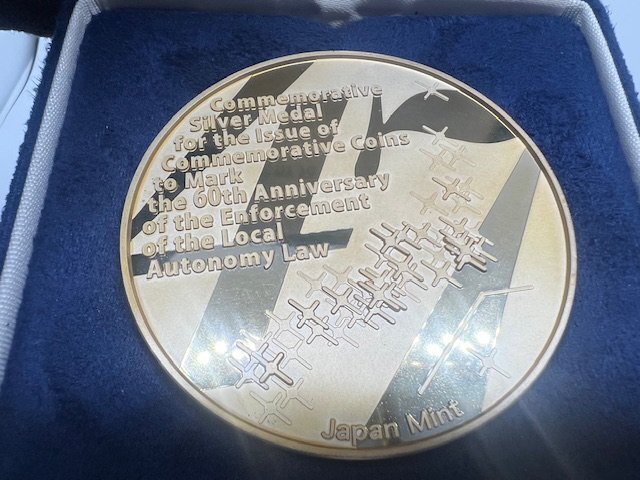 Commemorative
Silver Medal
for the Issue of
Commemorative Coins
to Mark
the 60th Anniversary
of the Enforcement
of the Local
Autonomy Law
Japan Mint